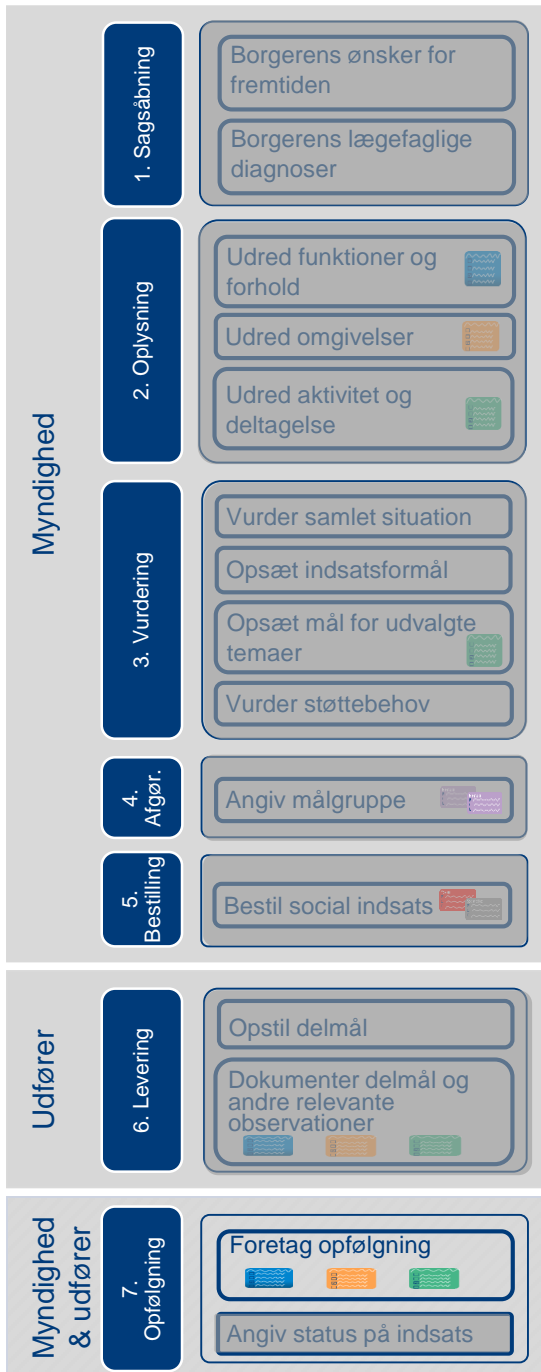 Myndighed
1. Sagsåbning
Borgerens ønsker for
fremtiden
Borgerens lægefaglige
diagnoser
2. Oplysning
Udred funktioner og
forhold
Udred omgivelser
Udred aktivitet og
deltagelse
3. Vurdering
Vurder samlet situation
Opsæt indsatsformål
Opsæt mål for udvalgte
temaer
Vurder støttebehov
4.
Afgør.
Angiv målgruppe
5.
Bestilling
Bestil social indsats
Udfører
6. Levering
Opstil delmål
Dokumenter delmål og
andre relevante
observationer
Myndighed
& udfører
7.
Opfølgning
Foretag opfølgning
Angiv status på indsats